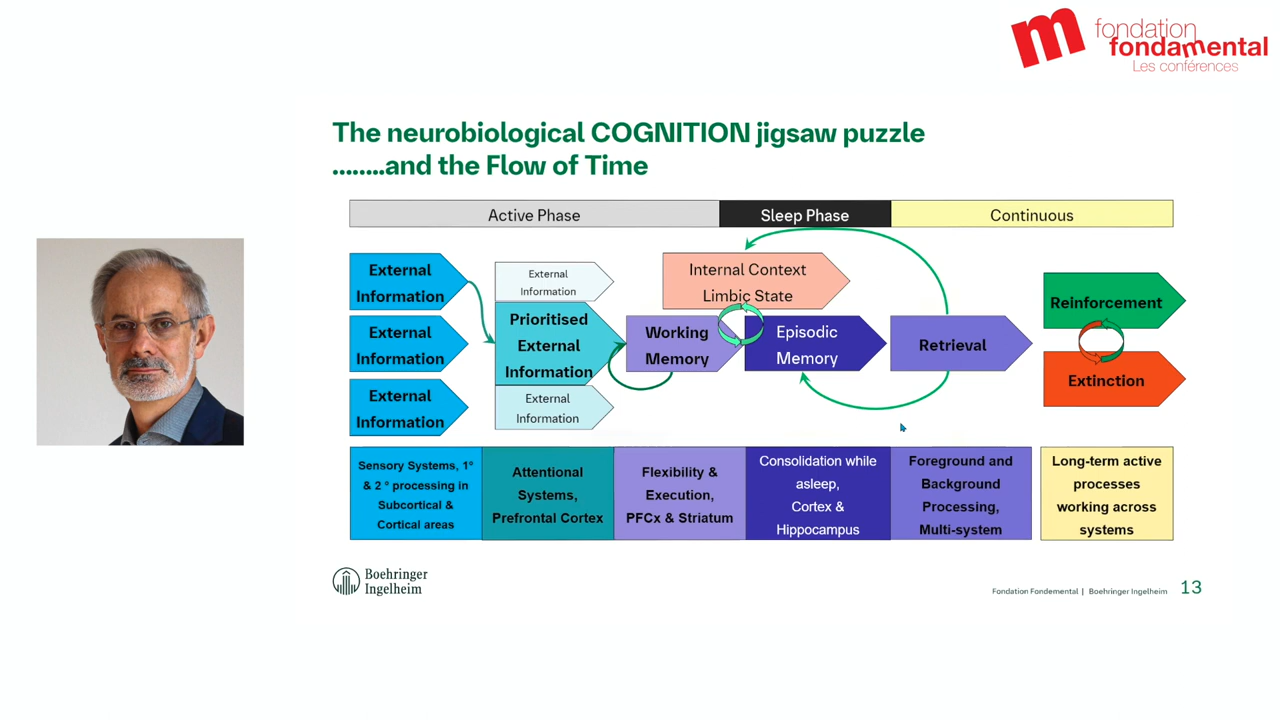 fondation
fondamental
Les conférences
The neurobiological COGNITION jigsaw puzzle
........and the Flow of Time
Active Phase
Sleep Phase
Continuous
External
Information
External
Information
External
Information
External
Information
Prioritised
External
Information
External
Information
Internal Context
Limbic State
Working
Memory
Episodic
Memory
Retrieval
Reinforcement
Extinction
Sensory Systems, 1°
& 2 ° processing in
Subcortical &
Cortical areas
Attentional
Systems,
Prefrontal Cortex
Flexibility &
Execution,
PFCx & Striatum
Consolidation while
asleep,
Cortex &
Hippocampus
Foreground and
Background
Processing,
Multi-system
Long-term active
processes
working across
systems
Boehringer
Ingelheim
Fondation Fondemental | Boehringer Ingelheim 13